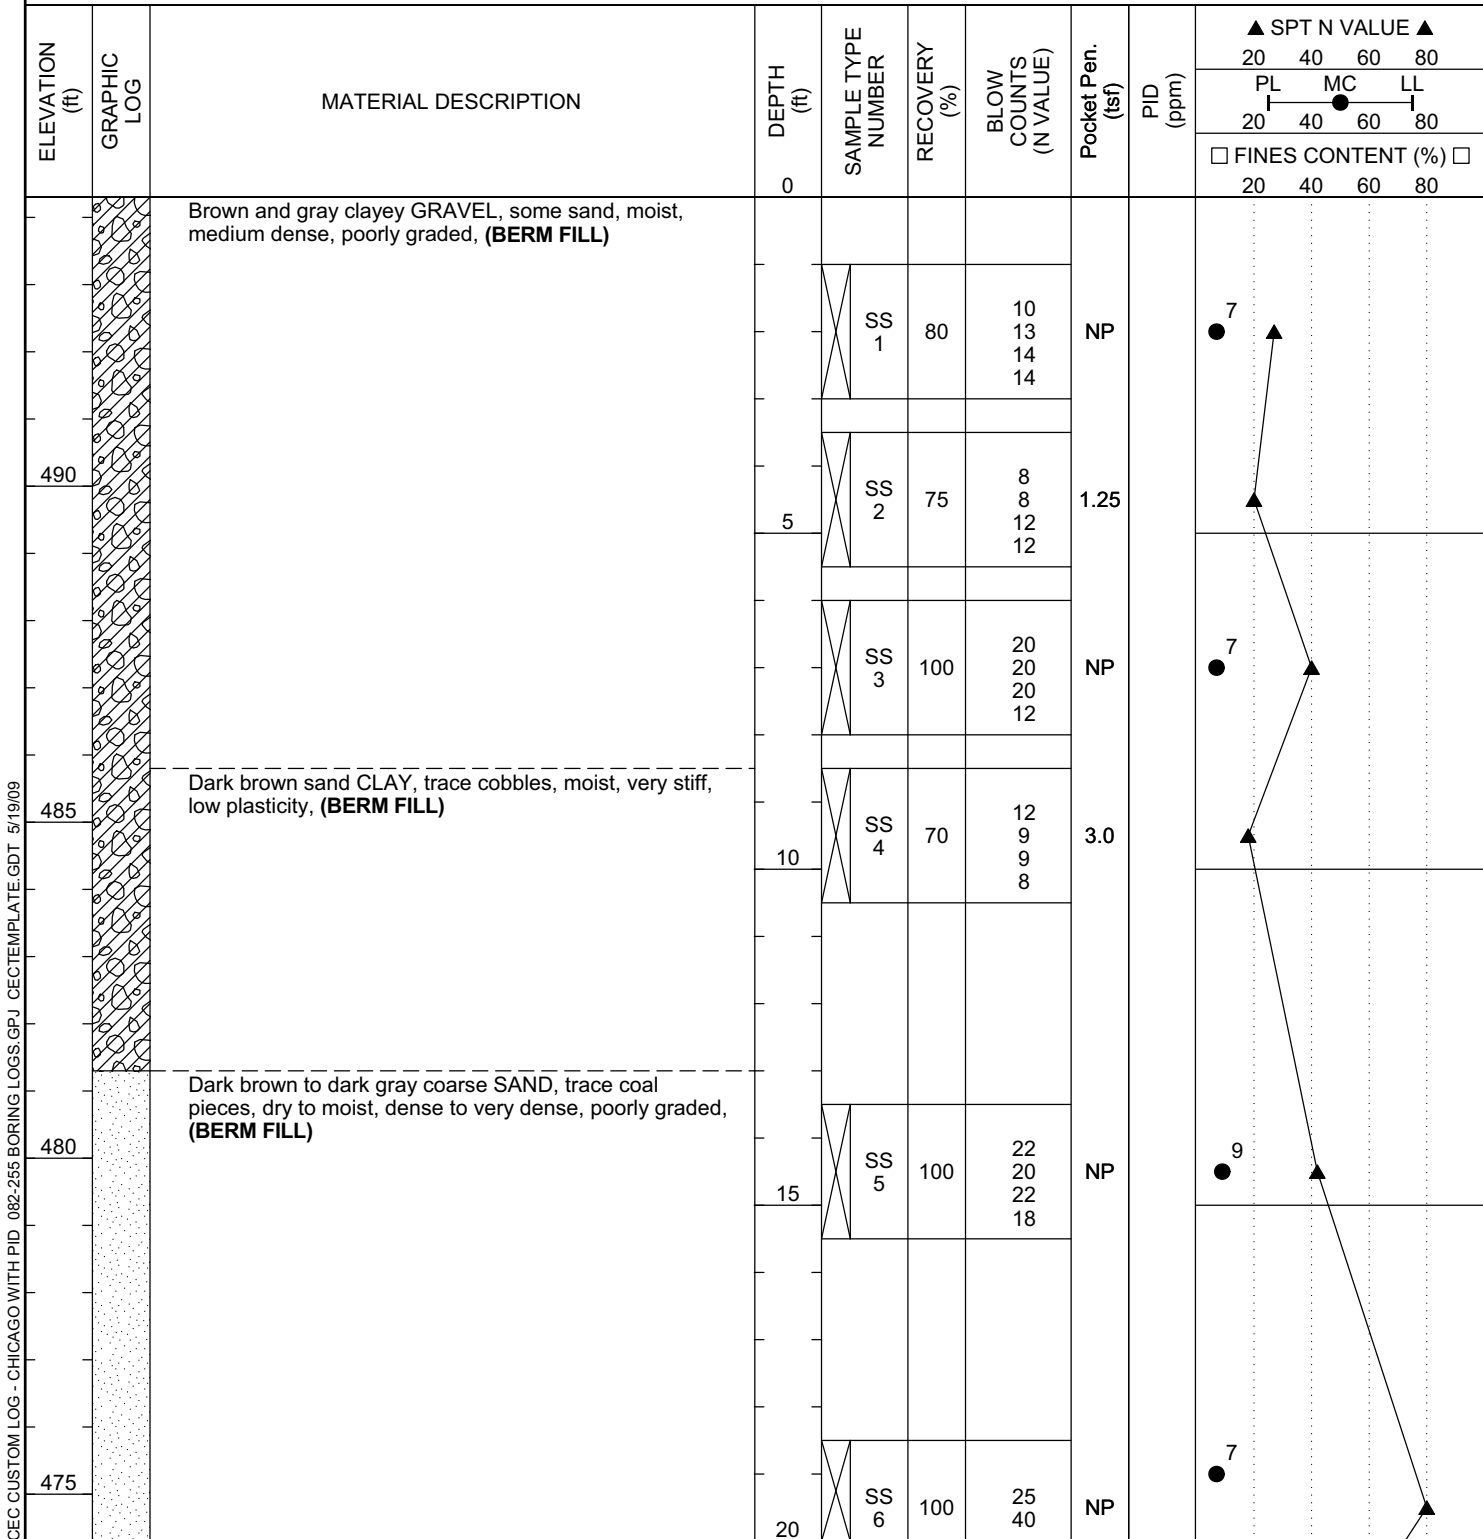 ELEVATION
(ft)
GRAPHIC
LOG
MATERIAL DESCRIPTION
DEPTH
(ft)
SAMPLE TYPE
NUMBER
RECOVERY
(%)
BLOW
COUNTS
(N VALUE)
Pocket Pen.
(tsf)
PID
(ppm)
▲ SPT N VALUE ▲
20 40 60 80
PL MC LL
20 40 60 80
□ FINES CONTENT (%) □
20 40 60 80
0
Brown and gray clayey GRAVEL, some sand, moist,
medium dense, poorly graded, (BERM FILL)
SS
1
80
10
13
14
14
NP
7
490
5
SS
2
75
8
8
12
12
1.25
SS
3
100
20
20
20
12
NP
7
Dark brown sand CLAY, trace cobbles, moist, very stiff,
low plasticity, (BERM FILL)
485
10
SS
4
70
12
9
9
8
3.0
Dark brown to dark gray coarse SAND, trace coal
pieces, dry to moist, dense to very dense, poorly graded,
(BERM FILL)
480
15
SS
5
100
22
20
22
18
NP
9
475
20
SS
6
100
25
40
NP
7
CEC CUSTOM LOG - CHICAGO WITH PID 082-255 BORING LOGS.GPJ CECTEMPLATE.GDT 5/19/09